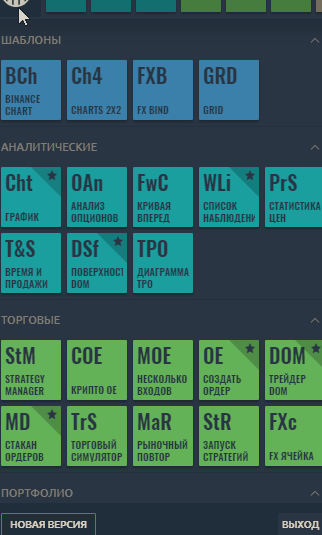 ШАБЛОНЫ
BCh Ch4 FXB GRD
BINANCE
CHART CHARTS 2X2 FX BIND GRID
АНАЛИТИЧЕСКИЕ
Cht OAn FwC WLi PrS
ГРАФИК АНАЛИЗ КРИВАЯ СПИСОК СТАТИСТИКА
ОПЦИОНОВ ВПЕРЕД НАБЛЮДЕНИ ЦЕН
T&S DSf TPO
ВРЕМЯ И ПОВЕРХНОСТ ДИАГРАММА
ПРОДАЖИ DOM TPO
ТОРГОВЫЕ
StM COE MOE OE DOM
STRATEGY НЕСКОЛЬКО СОЗДАТЬ ТРЕЙДЕР
MANAGER КРИПТО OE ВХОДОВ ОРДЕР DOM
MD TrS MaR StR FXc
СТАКАН ТОРГОВЫЙ РЫНОЧНЫЙ ЗАПУСК
ОРДЕРОВ СИМУЛЯТОР ПОВТОР СТРАТЕГИЙ FX ЯЧЕЙКА
ПОРТФОЛИО
НОВАЯ ВЕРСИЯ ВЫХОД